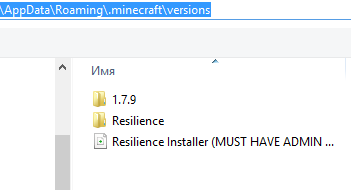 \AppData\Roaming\.minecraft\versions
Имя
1.7.9
Resilience
Resilience Installer (MUST HAVE ADMIN ...